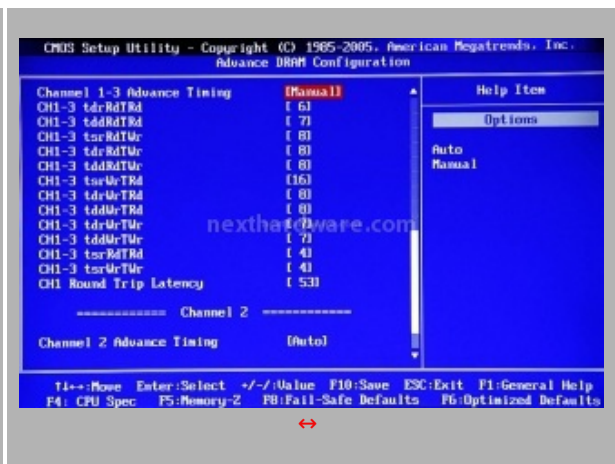 CMOS Setup Utility - Copyright (C) 1985-2005, American Megatrends, Inc.
Advance DRAM Configuration
Channel 1-3 Advance Timing [Manual]
CH1-3 tdrRdTRd [ 6]
CH1-3 tddRdTRd [ 7]
CH1-3 tsrRdTWr [ 8]
CH1-3 tdrRdTWr [ 8]
CH1-3 tddRdTWr [ 8]
CH1-3 tsrWrTRd [16]
CH1-3 tdrWrTRd [ 8]
CH1-3 tddWrTRd [ 8]
CH1-3 tdrWrTWr [ 7]
CH1-3 tddWrTWr [ 7]
CH1-3 tsrRdTRd [ 4]
CH1-3 tsrWrTWr [ 4]
CH1 Round Trip Latency [ 53]
============ Channel 2 ============
Channel 2 Advance Timing [Auto]
Help Item
Options
Auto
Manual
nexthardware.com
↑↓←→:Move Enter:Select +/-/:Value F10:Save ESC:Exit F1:General Help
F4: CPU Spec F5:Memory-Z F8:Fail-Safe Defaults F6:Optimized Defaults